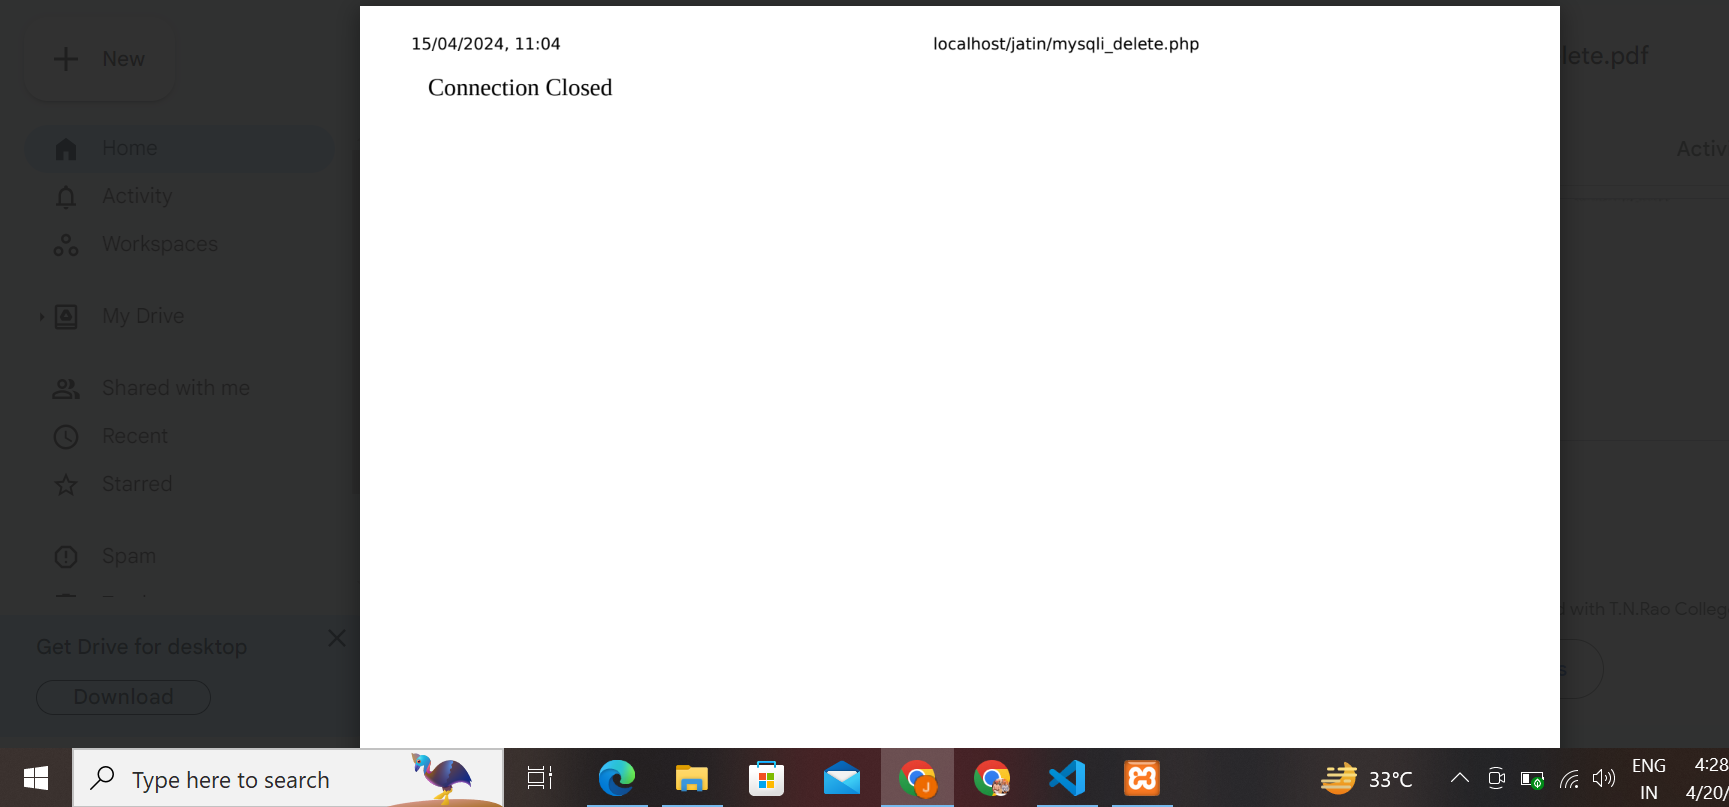 15/04/2024, 11:04
localhost/jatin/mysqli_delete.php
Connection Closed
New
Home
Activity
Workspaces
My Drive
Shared with me
Recent
Starred
Spam
Get Drive for desktop
Download
lete.pdf
Activ
with T.N.Rao Colleg
Type here to search
J
33°C
ENG
IN
4:28
4/20/